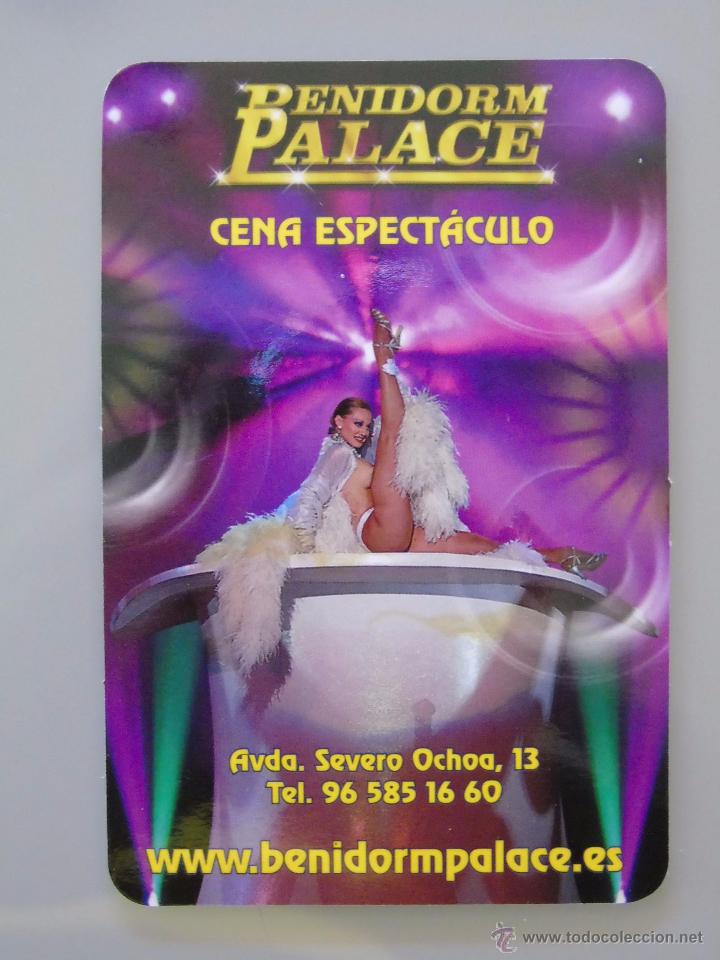 BENIDORM
PALACE
CENA ESPECTÁCULO
Avda. Severo Ochoa, 13
Tel. 96 585 16 60
www.benidormpalace.es
© www.todocoleccion.net